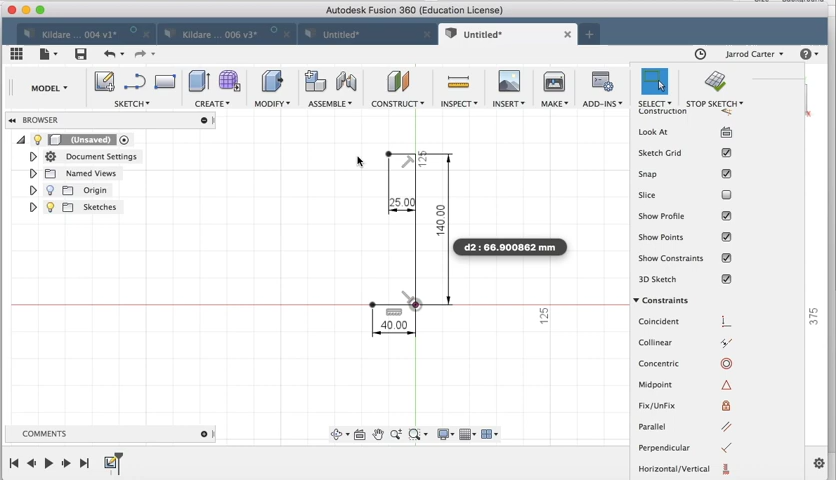 Autodesk Fusion 360 (Education License)
Kildare ... 004 v1*
Kildare ... 006 v3*
Untitled*
Untitled*
Jarrod Carter
MODEL
SKETCH
CREATE
MODIFY
ASSEMBLE
CONSTRUCT
INSPECT
INSERT
MAKE
ADD-INS
SELECT
STOP SKETCH
BROWSER
(Unsaved)
Document Settings
Named Views
Origin
Sketches
125
25.00
140.00
d2 : 66.900862 mm
40.00
125
375
Construction
Look At
Sketch Grid
Snap
Slice
Show Profile
Show Points
Show Constraints
3D Sketch
Constraints
Coincident
Collinear
Concentric
Midpoint
Fix/UnFix
Parallel
Perpendicular
Horizontal/Vertical
COMMENTS